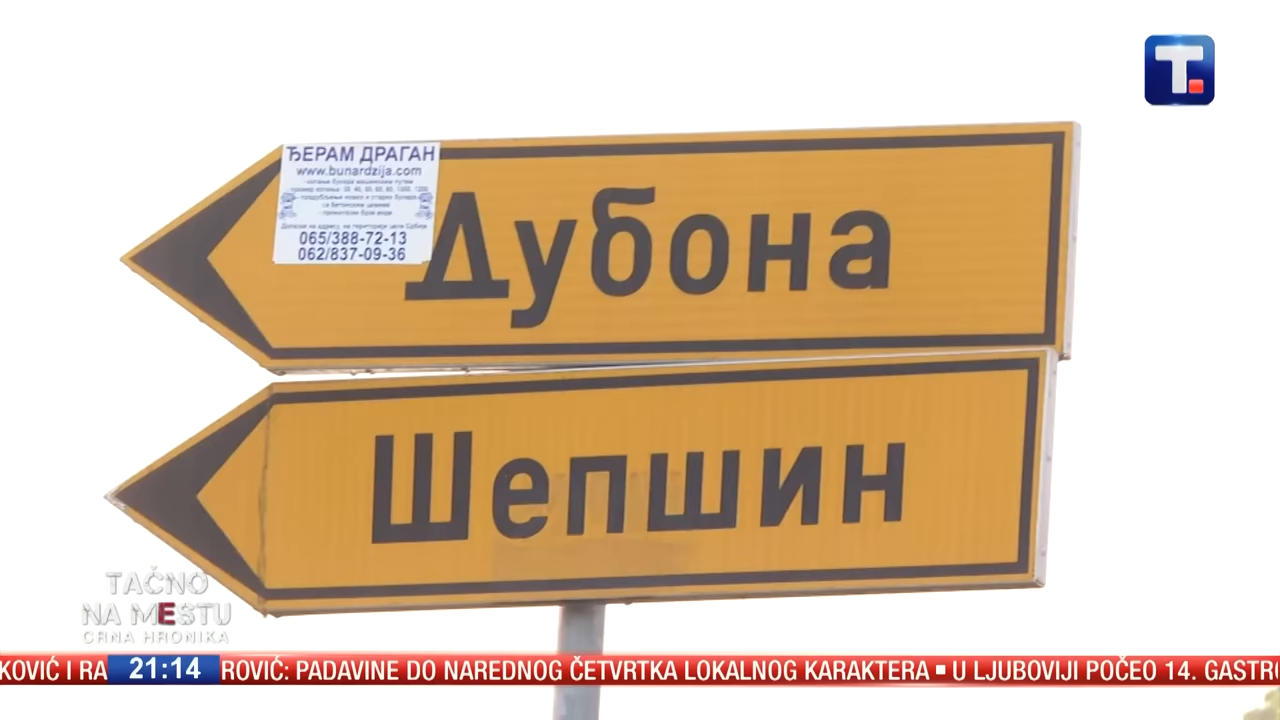 T.
ЂЕРАМ ДРАГАН
www.bunardzija.com
065/388-72-13
062/837-09-36
Дубона
Шепшин
TAČNO
NA MESTU
CRNA HRONIKA
KOVIĆ I RA 21:14 ROVIĆ: PADAVINE DO NAREDNOG ČETVRTKA LOKALNOG KARAKTERA ▪ U LJUBOVIJI POČEO 14. GASTRO